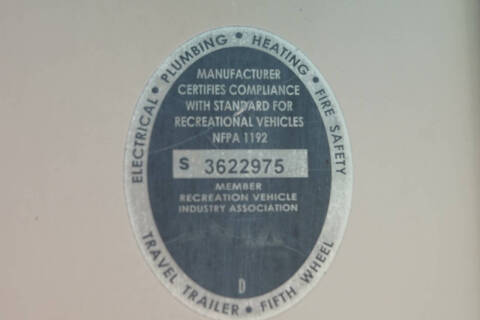 ELECTRICAL • PLUMBING • HEATING • FIRE SAFETY
MANUFACTURER
CERTIFIES COMPLIANCE
WITH STANDARD FOR
RECREATIONAL VEHICLES
NFPA 1192
S 3622975
MEMBER
RECREATION VEHICLE
INDUSTRY ASSOCIATION
D
TRAVEL TRAILER • FIFTH WHEEL